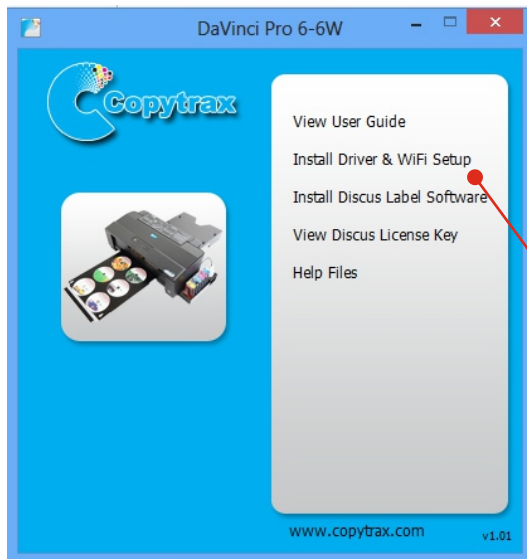 DaVinci Pro 6-6W
Copytrax
View User Guide
Install Driver & WiFi Setup
Install Discus Label Software
View Discus License Key
Help Files
www.copytrax.com
v1.01